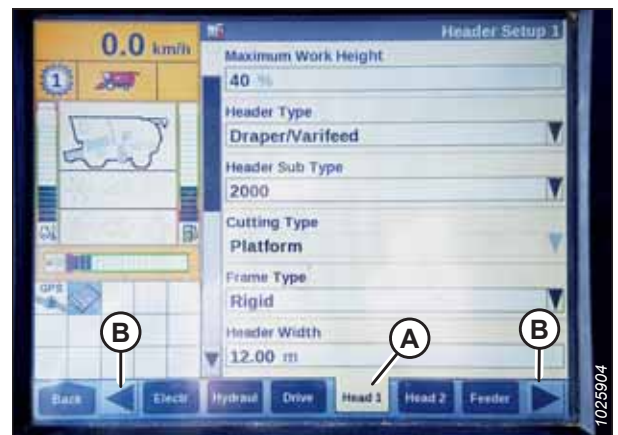 0.0 km/h
Header Setup 1
1
Maximum Work Height
40 %
Header Type
Draper/Varifeed
Header Sub Type
2000
Cutting Type
Platform
Frame Type
Rigid
GPS
Header Width
12.00 m
B
A
B
Back
Electr
Hydraul
Drive
Head 1
Head 2
Feeder
1025904